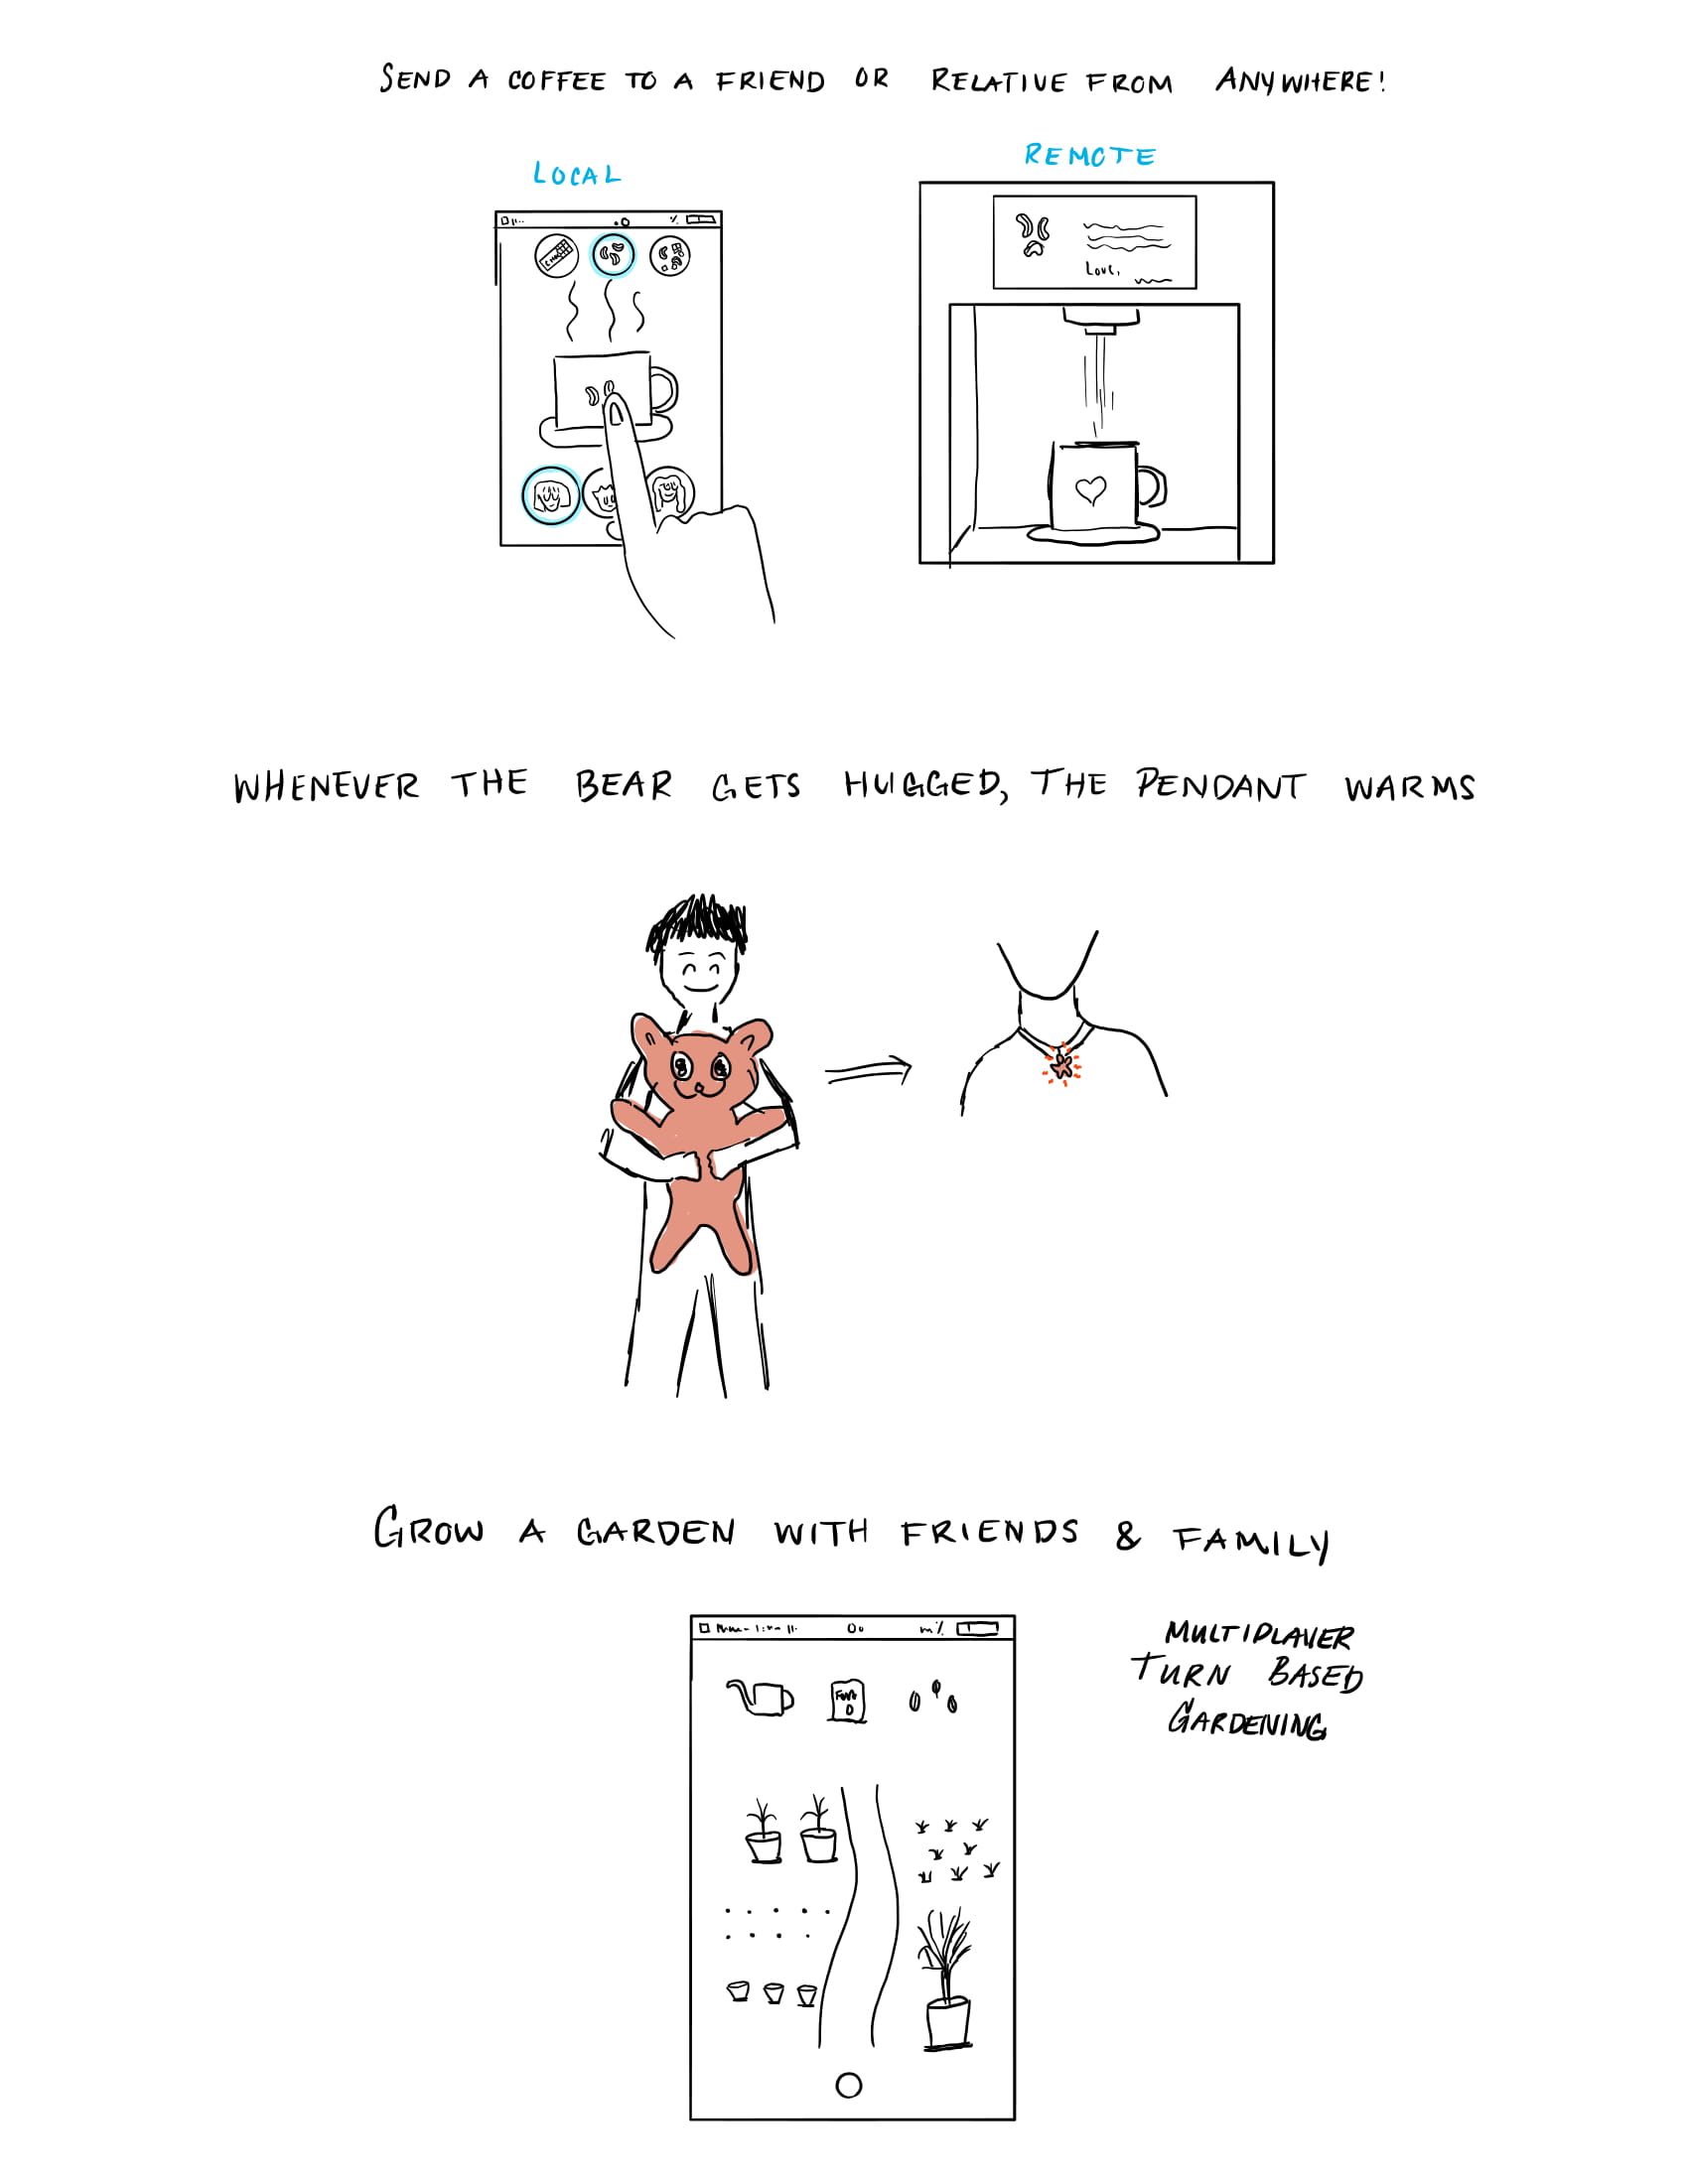 SEND A COFFEE TO A FRIEND OR RELATIVE FROM ANYWHERE!
LOCAL
REMOTE
Love,
WHENEVER THE BEAR GETS HUGGED, THE PENDANT WARMS
GROW A GARDEN WITH FRIENDS & FAMILY
MULTIPLAYER
TURN BASED
GARDENING